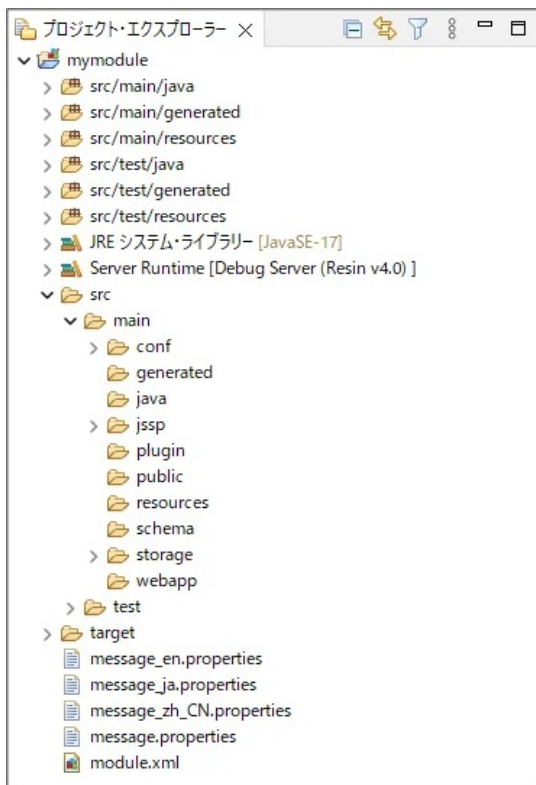 プロジェクト・エクスプローラー
mymodule
src/main/java
src/main/generated
src/main/resources
src/test/java
src/test/generated
src/test/resources
JRE システム・ライブラリー [JavaSE-17]
Server Runtime [Debug Server (Resin v4.0) ]
src
main
conf
generated
java
jssp
plugin
public
resources
schema
storage
webapp
test
target
message_en.properties
message_ja.properties
message_zh_CN.properties
message.properties
module.xml